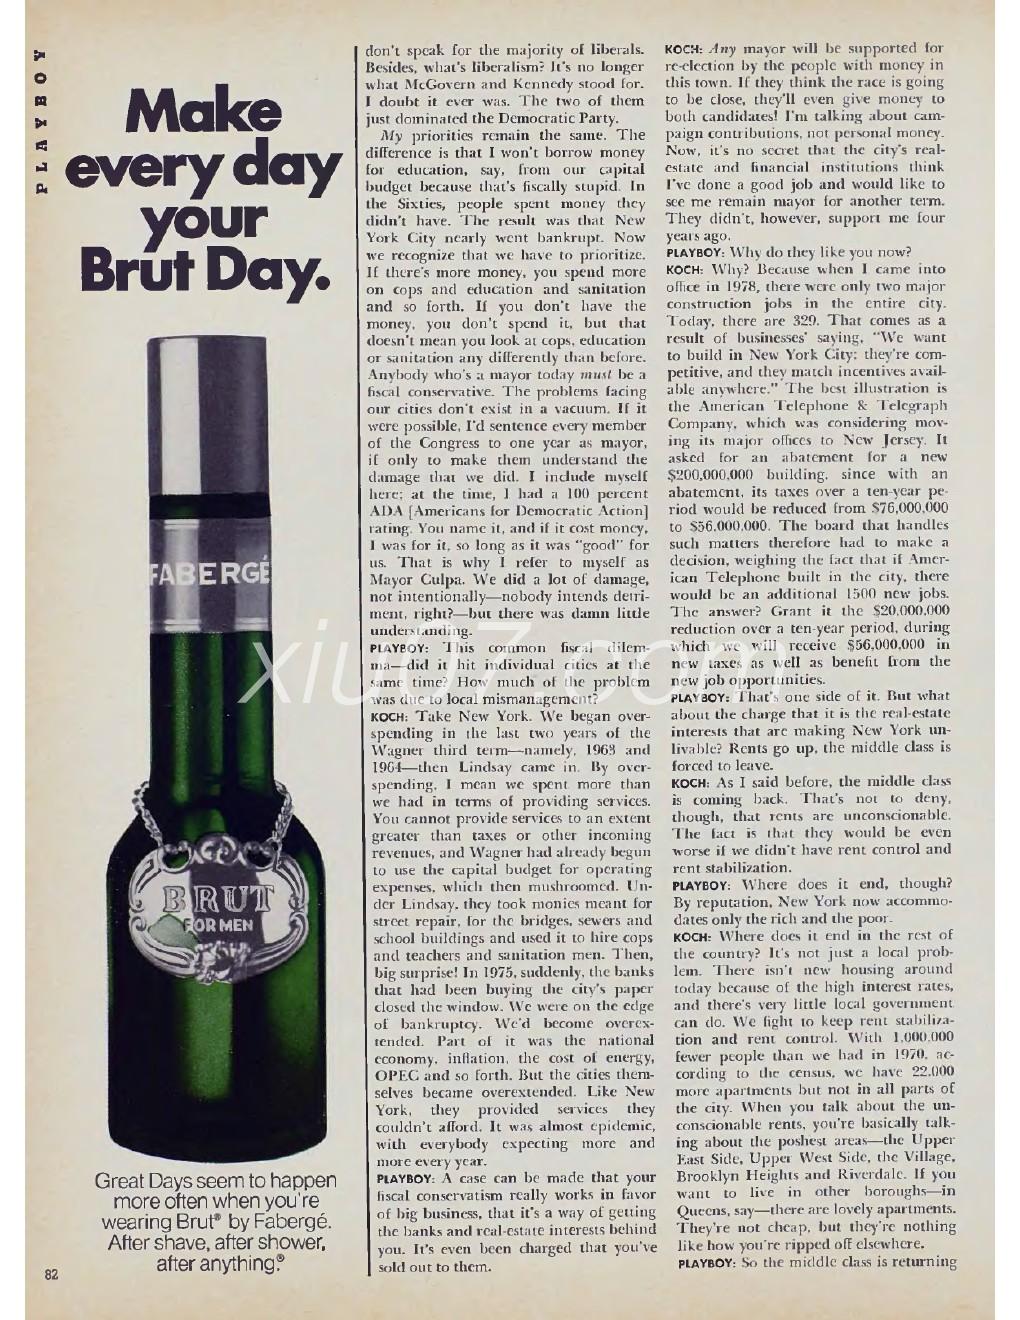 PLAYBOY
Make
every day
your
Brut Day.
FABERGÉ
BRUT
FOR MEN
Great Days seem to happen
more often when you're
wearing Brut® by Fabergé.
After shave, after shower,
after anything.®
82
don't speak for the majority of liberals.
Besides, what's liberalism? It's no longer
what McGovern and Kennedy stood for.
I doubt it ever was. The two of them
just dominated the Democratic Party.
My priorities remain the same. The
difference is that I won't borrow money
for education, say, from our capital
budget because that's fiscally stupid. In
the Sixties, people spent money they
didn't have. The result was that New
York City nearly went bankrupt. Now
we recognize that we have to prioritize.
If there's more money, you spend more
on cops and education and sanitation
and so forth. If you don't have the
money, you don't spend it, but that
doesn't mean you look at cops, education
or sanitation any differently than before.
Anybody who's a mayor today must be a
fiscal conservative. The problems facing
our cities don't exist in a vacuum. If it
were possible, I'd sentence every member
of the Congress to one year as mayor,
if only to make them understand the
damage that we did. I include myself
here; at the time, I had a 100 percent
ADA [Americans for Democratic Action]
rating. You name it, and if it cost money,
I was for it, so long as it was "good" for
us. That is why I refer to myself as
Mayor Culpa. We did a lot of damage,
not intentionally—nobody intends detri-
ment, right?—but there was damn little
understanding.
PLAYBOY: This common fiscal dilem-
ma—did it hit individual cities at the
same time? How much of the problem
was due to local mismanagement?
KOCH: Take New York. We began over-
spending in the last two years of the
Wagner third term—namely, 1963 and
1964—then Lindsay came in. By over-
spending, I mean we spent more than
we had in terms of providing services.
You cannot provide services to an extent
greater than taxes or other incoming
revenues, and Wagner had already begun
to use the capital budget for operating
expenses, which then mushroomed. Un-
der Lindsay, they took monies meant for
street repair, for the bridges, sewers and
school buildings and used it to hire cops
and teachers and sanitation men. Then,
big surprise! In 1975, suddenly, the banks
that had been buying the city's paper
closed the window. We were on the edge
of bankruptcy. We'd become overex-
tended. Part of it was the national
economy, inflation, the cost of energy,
OPEC and so forth. But the cities them-
selves became overextended. Like New
York, they provided services they
couldn't afford. It was almost epidemic,
with everybody expecting more and
more every year.
PLAYBOY: A case can be made that your
fiscal conservatism really works in favor
of big business, that it's a way of getting
the banks and real-estate interests behind
you. It's even been charged that you've
sold out to them.
KOCH: Any mayor will be supported for
re-election by the people with money in
this town. If they think the race is going
to be close, they'll even give money to
both candidates! I'm talking about cam-
paign contributions, not personal money.
Now, it's no secret that the city's real-
estate and financial institutions think
I've done a good job and would like to
see me remain mayor for another term.
They didn't, however, support me four
years ago.
PLAYBOY: Why do they like you now?
KOCH: Why? Because when I came into
office in 1978, there were only two major
construction jobs in the entire city.
Today, there are 329. That comes as a
result of businesses' saying, "We want
to build in New York City; they're com-
petitive, and they match incentives avail-
able anywhere." The best illustration is
the American Telephone & Telegraph
Company, which was considering mov-
ing its major offices to New Jersey. It
asked for an abatement for a new
$200,000,000 building, since with an
abatement, its taxes over a ten-year pe-
riod would be reduced from $76,000,000
to $56,000,000. The board that handles
such matters therefore had to make a
decision, weighing the fact that if Amer-
ican Telephone built in the city, there
would be an additional 1500 new jobs.
The answer? Grant it the $20,000,000
reduction over a ten-year period, during
which we will receive $56,000,000 in
new taxes as well as benefit from the
new job opportunities.
PLAYBOY: That's one side of it. But what
about the charge that it is the real-estate
interests that are making New York un-
livable? Rents go up, the middle class is
forced to leave.
KOCH: As I said before, the middle class
is coming back. That's not to deny,
though, that rents are unconscionable.
The fact is that they would be even
worse if we didn't have rent control and
rent stabilization.
PLAYBOY: Where does it end, though?
By reputation, New York now accommo-
dates only the rich and the poor.
KOCH: Where does it end in the rest of
the country? It's not just a local prob-
lem. There isn't new housing around
today because of the high interest rates,
and there's very little local government
can do. We fight to keep rent stabiliza-
tion and rent control. With 1,000,000
fewer people than we had in 1970, ac-
cording to the census, we have 22,000
more apartments but not in all parts of
the city. When you talk about the un-
conscionable rents, you're basically talk-
ing about the poshest areas—the Upper
East Side, Upper West Side, the Village,
Brooklyn Heights and Riverdale. If you
want to live in other boroughs—in
Queens, say—there are lovely apartments.
They're not cheap, but they're nothing
like how you're ripped off elsewhere.
PLAYBOY: So the middle class is returning
xiu07.com